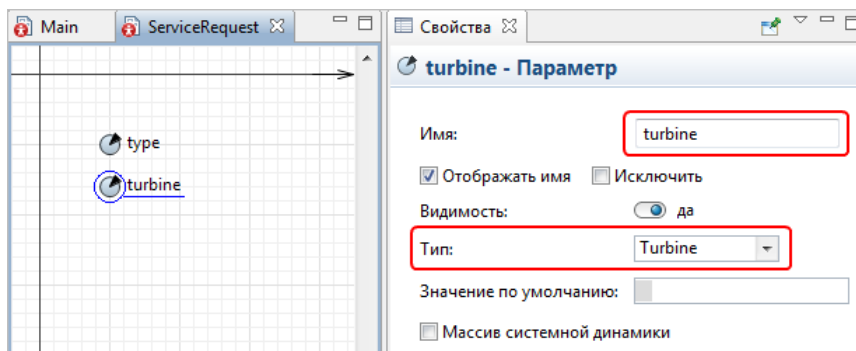 Main
ServiceRequest
Свойства
type
turbine
turbine - Параметр
Имя:
turbine
Отображать имя
Исключить
Видимость:
да
Тип:
Turbine
Значение по умолчанию:
Массив системной динамики